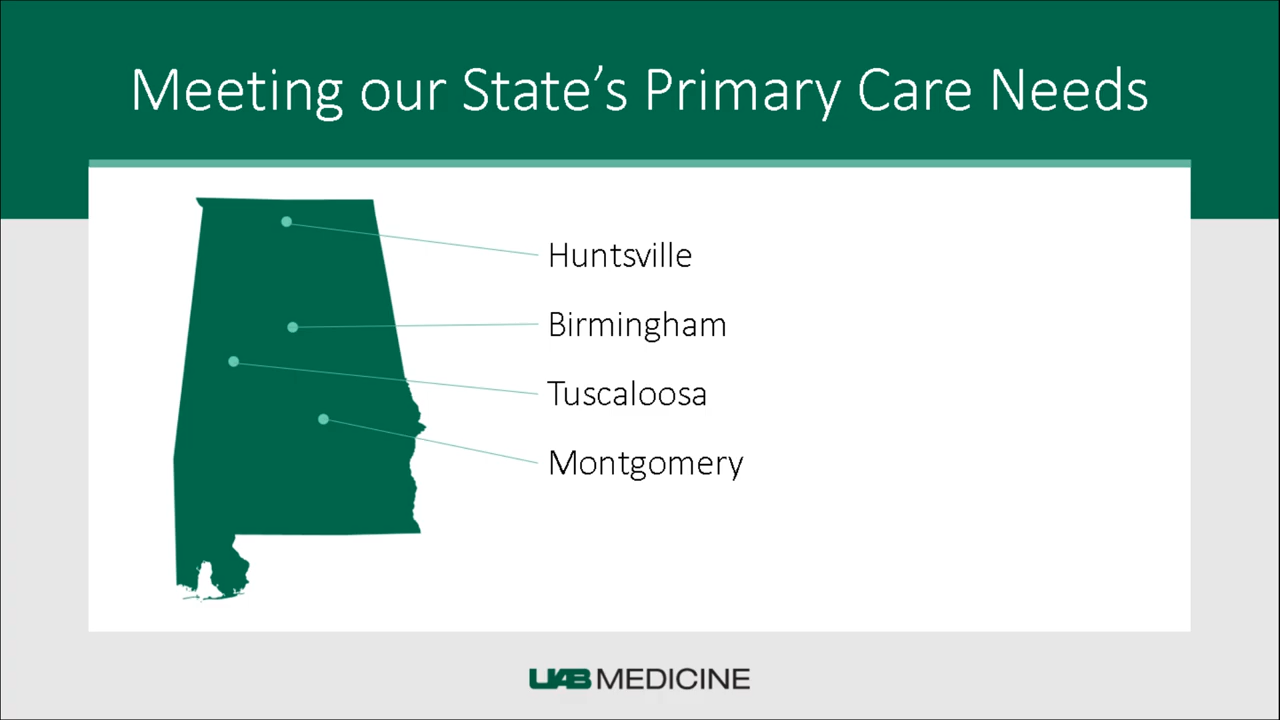 Meeting our State’s Primary Care Needs
Huntsville
Birmingham
Tuscaloosa
Montgomery
UAB MEDICINE